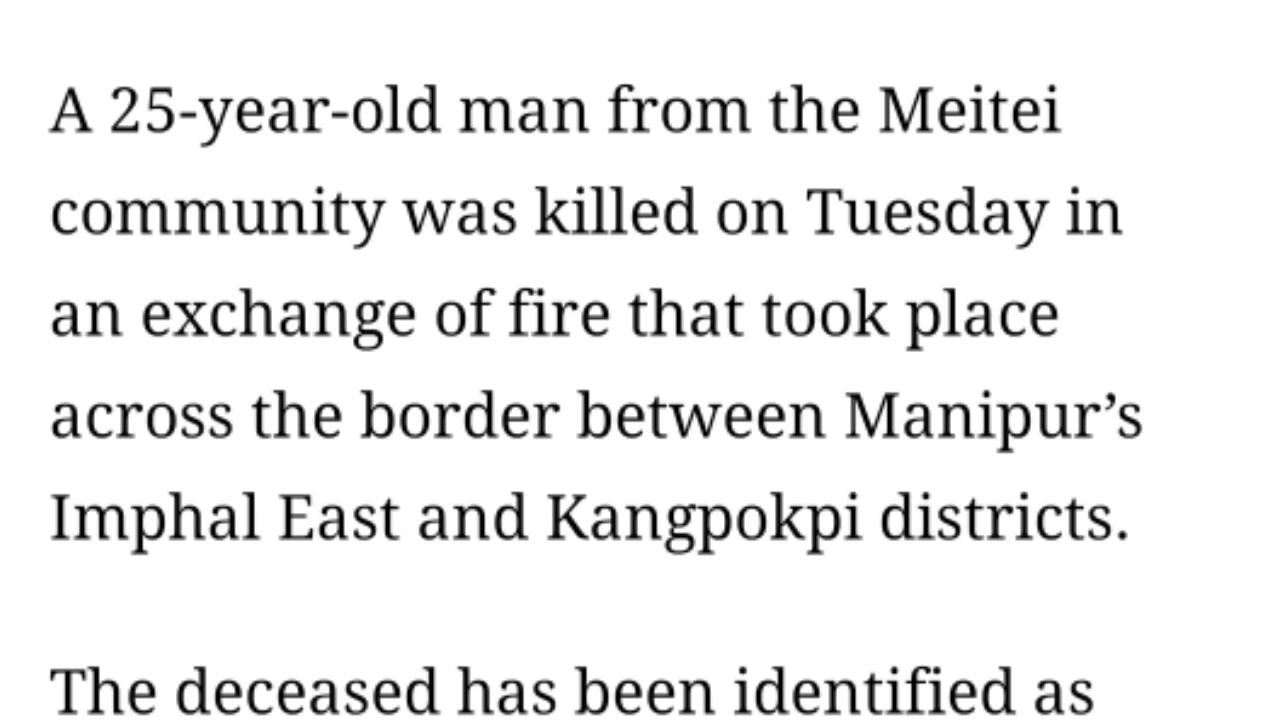 A 25-year-old man from the Meitei
community was killed on Tuesday in
an exchange of fire that took place
across the border between Manipur’s
Imphal East and Kangpokpi districts.
The deceased has been identified as